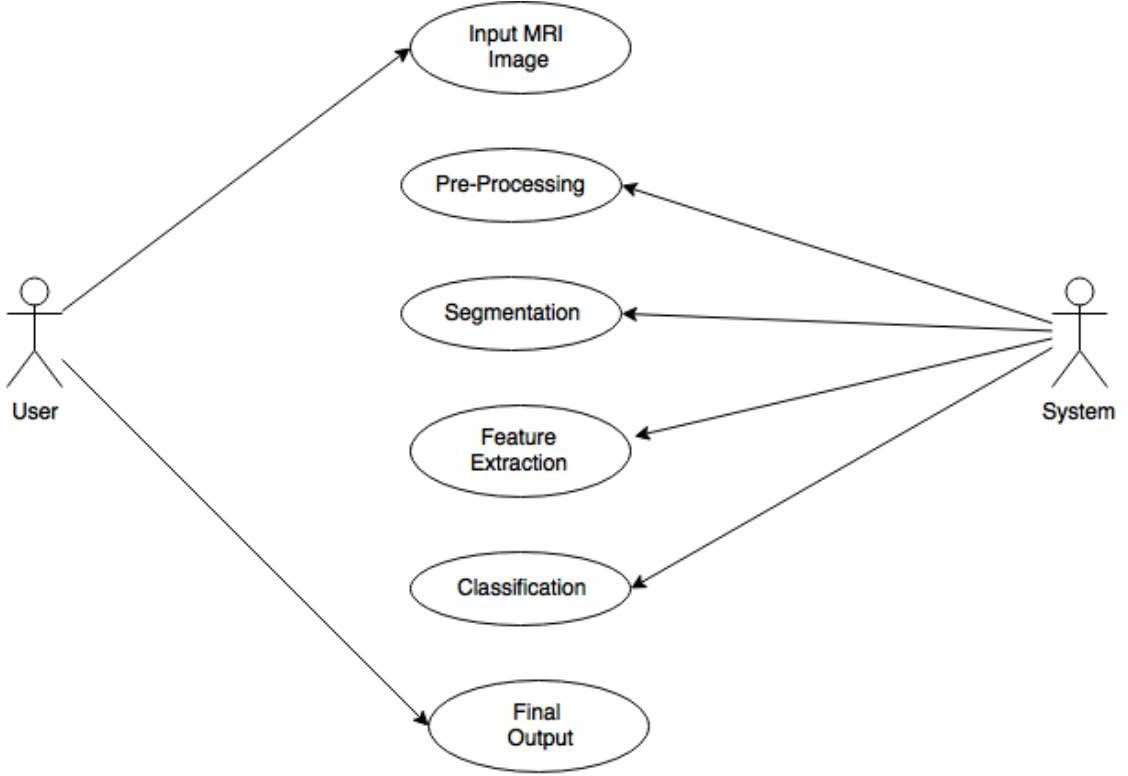 Input MRI
Image
Pre-Processing
Segmentation
User
System
Feature
Extraction
Classification
Final
Output